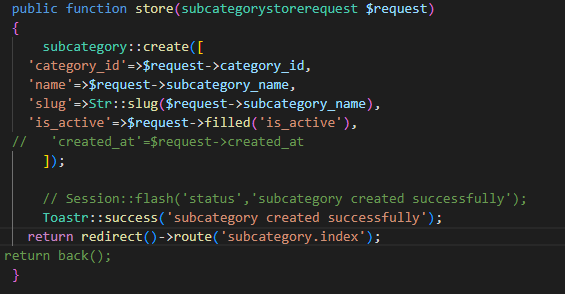 public function store(subcategorystorerequest $request)
{
    subcategory::create([
  'category_id'=>$request->category_id,
  'name'=>$request->subcategory_name,
  'slug'=>Str::slug($request->subcategory_name),
  'is_active'=>$request->filled('is_active'),
//   'created_at'=$request->created_at
    ]);
    // Session::flash('status','subcategory created successfully');
    Toastr::success('subcategory created successfully');
  return redirect()->route('subcategory.index');
return back();
}